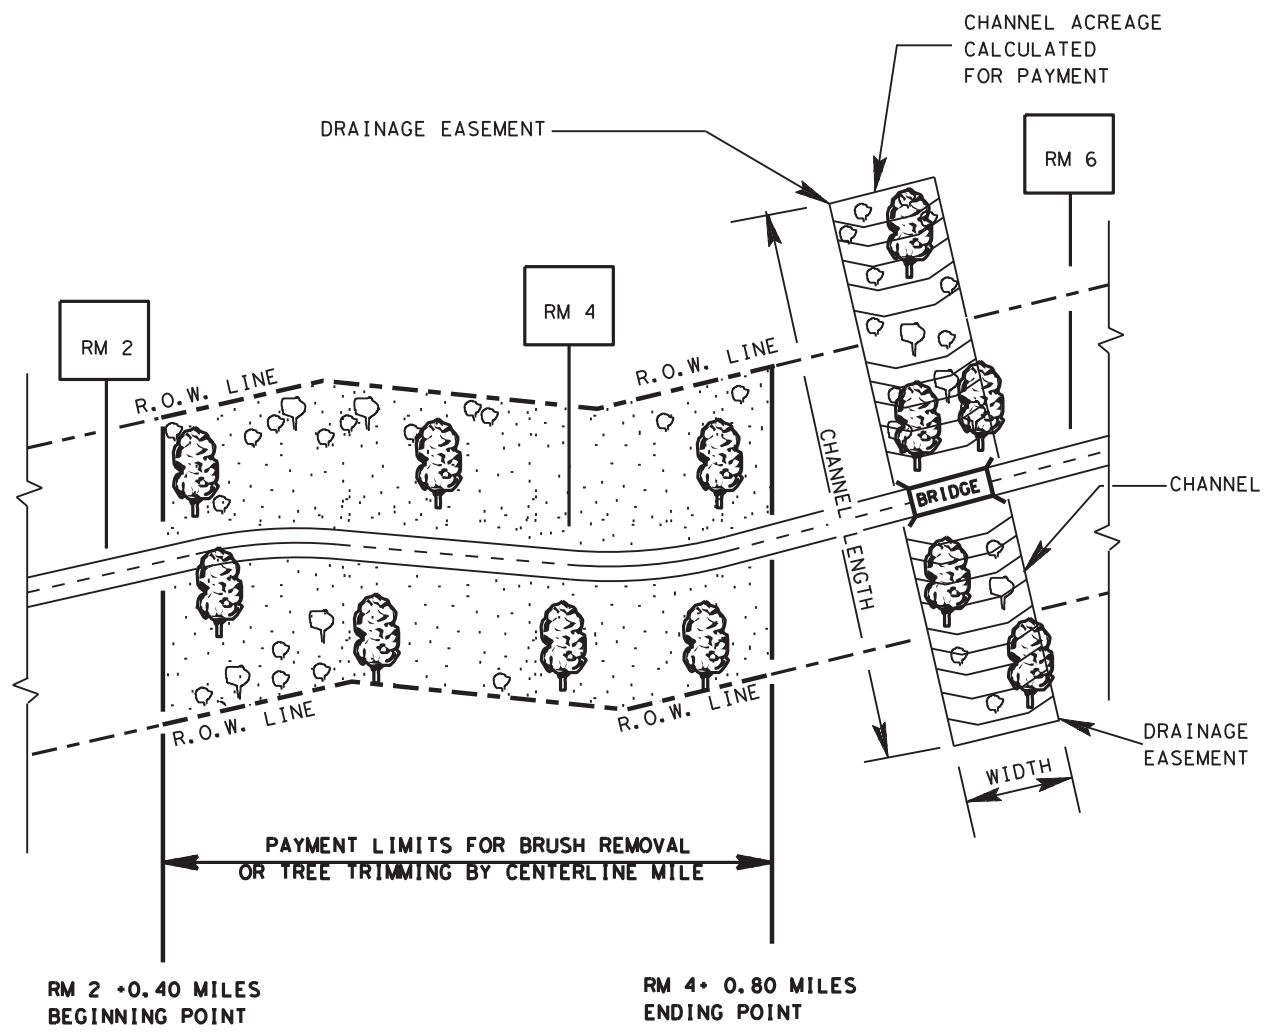 CHANNEL ACREAGE
CALCULATED
FOR PAYMENT
DRAINAGE EASEMENT
RM 6
RM 4
RM 2
R.O.W. LINE
R.O.W. LINE
CHANNEL LENGTH
BRIDGE
CHANNEL
R.O.W. LINE
R.O.W. LINE
DRAINAGE
EASEMENT
WIDTH
PAYMENT LIMITS FOR BRUSH REMOVAL
OR TREE TRIMMING BY CENTERLINE MILE
RM 2 +0.40 MILES
BEGINNING POINT
RM 4+ 0.80 MILES
ENDING POINT